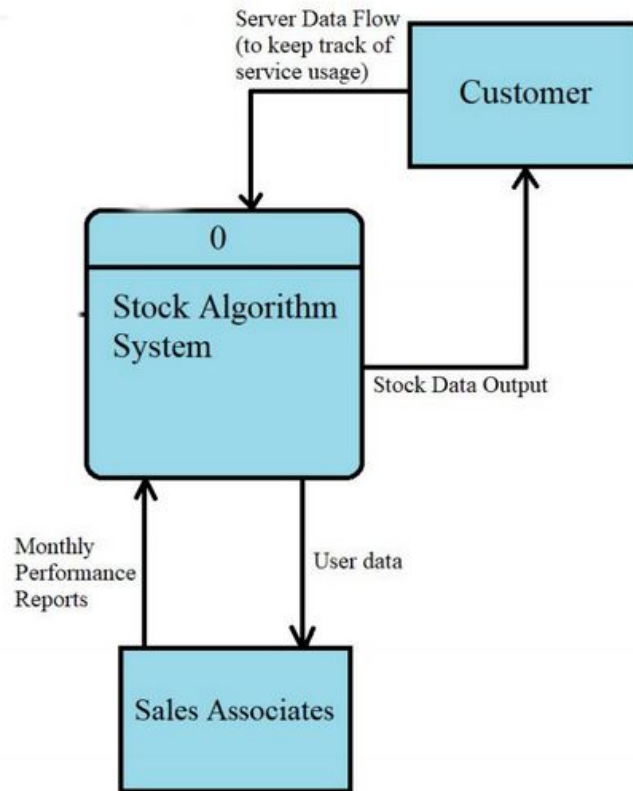 Server Data Flow
(to keep track of
service usage)
Customer
0
Stock Algorithm
System
Stock Data Output
Monthly
Performance
Reports
User data
Sales Associates